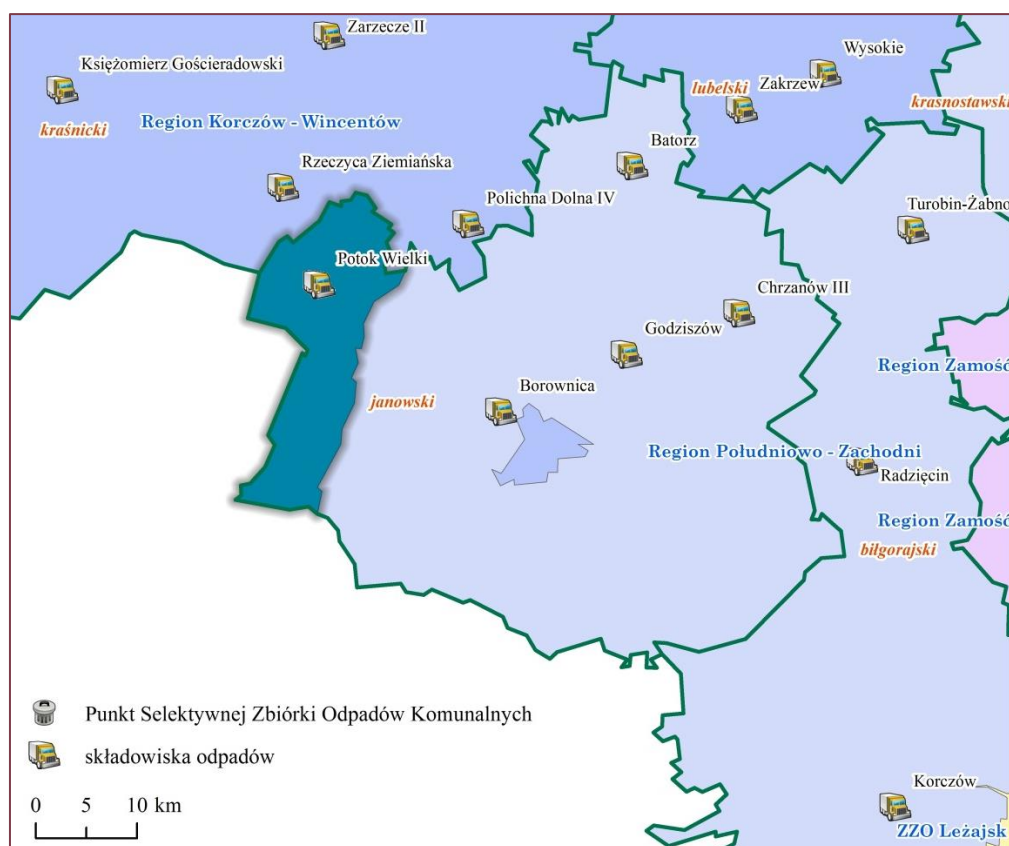 Zarzecze II
Księżomierz Gościeradowski
Wysokie
lubelski
Zakrzew
krasnostawski
kraśnicki
Region Korczów - Wincentów
Batorz
Rzeczyca Ziemiańska
Polichna Dolna IV
Turobin-Żabno
Potok Wielki
Chrzanów III
Godziszów
Region Zamość
Borownica
janowski
Region Południowo - Zachodni
Radzięcin
Region Zamość
biłgorajski
Punkt Selektywnej Zbiórki Odpadów Komunalnych
składowiska odpadów
Korczów
0 5 10 km
ZZO Leżajsk